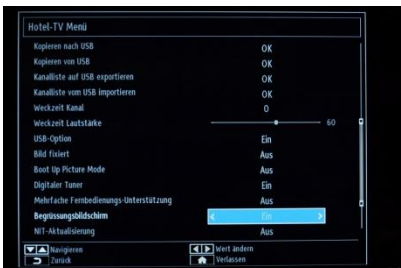 Hotel-TV Menü
Kopieren nach USB OK
Kopieren von USB OK
Kanalliste auf USB exportieren OK
Kanalliste vom USB importieren OK
Weckzeit Kanal 0
Weckzeit Lautstärke 60
USB-Option Ein
Bild fixiert Aus
Boot Up Picture Mode Aus
Digitaler Tuner Ein
Mehrfache Fernbedienungs-Unterstützung Aus
Begrüssungsbildschirm Ein
NIT-Aktualisierung Aus
Navigieren Wert ändern
Zurück Verlassen